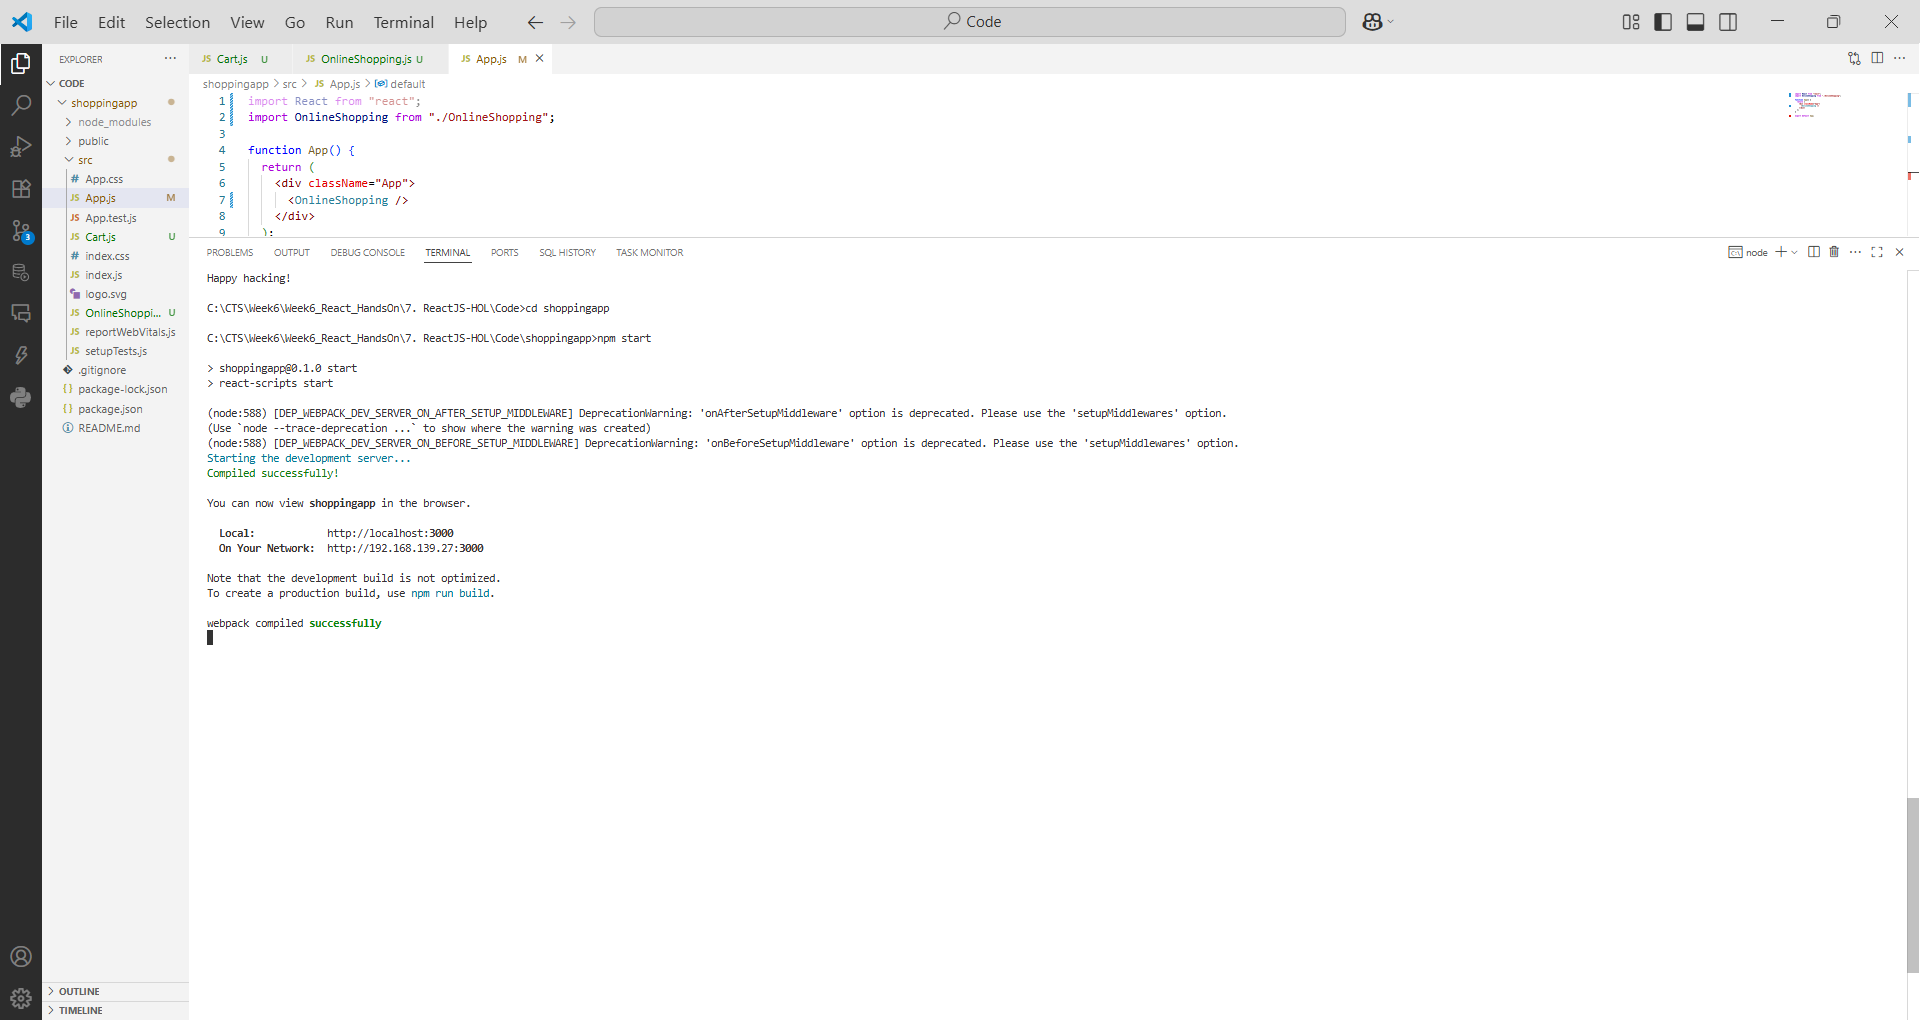 File Edit Selection View Go Run Terminal Help
Code
EXPLORER
CODE
shoppingapp
node_modules
public
src
App.css
App.js M
App.test.js
Cart.js U
index.css
index.js
logo.svg
OnlineShoppi... U
reportWebVitals.js
setupTests.js
.gitignore
package-lock.json
package.json
README.md
OUTLINE
TIMELINE
3
Cart.js U
OnlineShopping.js U
App.js M
shoppingapp > src > JS App.js > default
1 import React from "react";
2 import OnlineShopping from "./OnlineShopping";
3
4 function App() {
5 return (
6 <div className="App">
7 <OnlineShopping />
8 </div>
9 );
PROBLEMS OUTPUT DEBUG CONSOLE TERMINAL PORTS SQL HISTORY TASK MONITOR
node
Happy hacking!
C:\CTS\Week6\Week6_React_HandsOn\7. ReactJS-HOL\Code>cd shoppingapp
C:\CTS\Week6\Week6_React_HandsOn\7. ReactJS-HOL\Code\shoppingapp>npm start
> shoppingapp@0.1.0 start
> react-scripts start
(node:588) [DEP_WEBPACK_DEV_SERVER_ON_AFTER_SETUP_MIDDLEWARE] DeprecationWarning: 'onAfterSetupMiddleware' option is deprecated. Please use the 'setupMiddlewares' option.
(Use `node --trace-deprecation ...` to show where the warning was created)
(node:588) [DEP_WEBPACK_DEV_SERVER_ON_BEFORE_SETUP_MIDDLEWARE] DeprecationWarning: 'onBeforeSetupMiddleware' option is deprecated. Please use the 'setupMiddlewares' option.
Starting the development server...
Compiled successfully!
You can now view shoppingapp in the browser.
Local: http://localhost:3000
On Your Network: http://192.168.139.27:3000
Note that the development build is not optimized.
To create a production build, use npm run build.
webpack compiled successfully